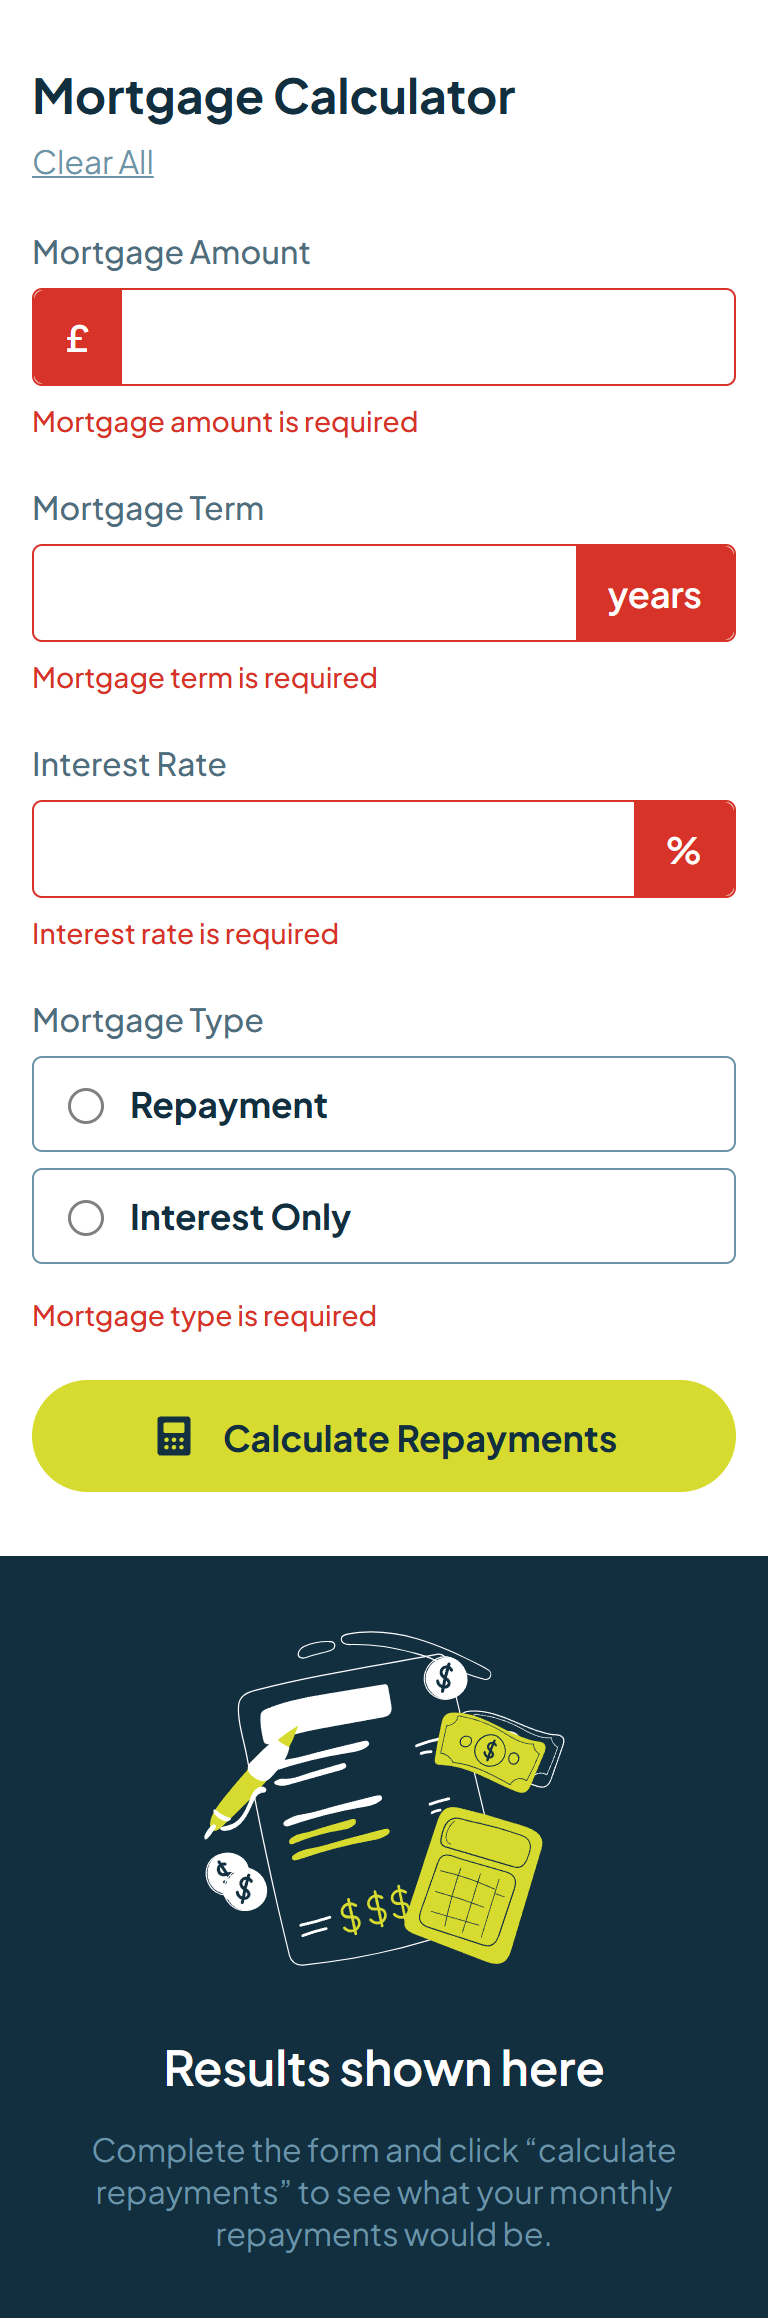 Mortgage Calculator
Clear All
Mortgage Amount
£
Mortgage amount is required
Mortgage Term
years
Mortgage term is required
Interest Rate
%
Interest rate is required
Mortgage Type
Repayment
Interest Only
Mortgage type is required
Calculate Repayments
$
$
$ $
$$$
Results shown here
Complete the form and click “calculate
repayments” to see what your monthly
repayments would be.